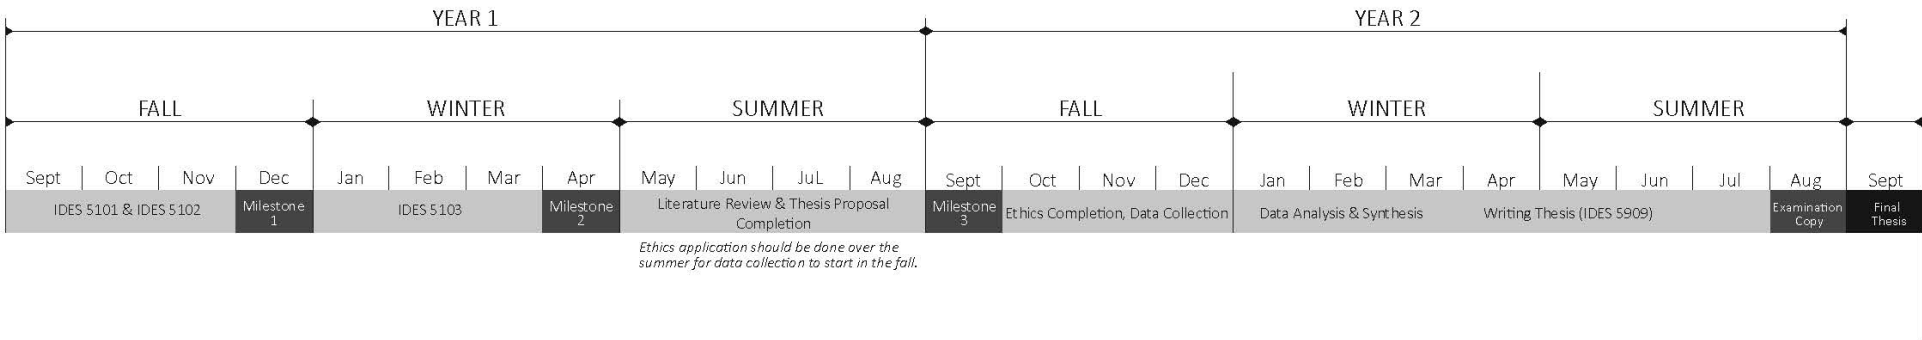 YEAR 1
YEAR 2
FALL
WINTER
SUMMER
FALL
WINTER
SUMMER
Sept
Oct
Nov
Dec
Jan
Feb
Mar
Apr
May
Jun
JuL
Aug
Sept
Oct
Nov
Dec
Jan
Feb
Mar
Apr
May
Jun
Jul
Aug
Sept
IDES 5101 & IDES 5102
Milestone
1
IDES 5103
Milestone
2
Literature Review & Thesis Proposal
Completion
Milestone
3
Ethics Completion, Data Collection
Data Analysis & Synthesis
Writing Thesis (IDES 5909)
Examination
Copy
Final
Thesis
Ethics application should be done over the
summer for data collection to start in the fall.